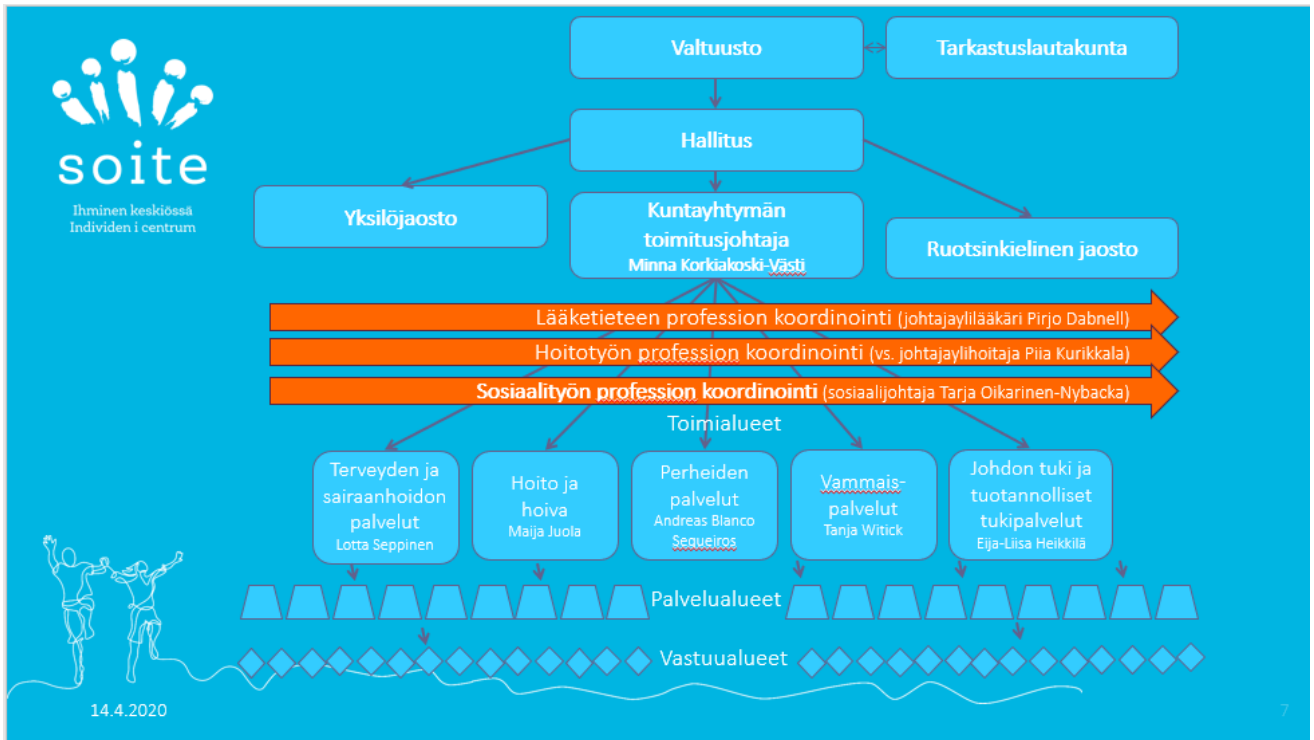 Valtuusto
Tarkastuslautakunta
soite
Ihminen keskiössä
Individen i centrum
Hallitus
Yksilöjaosto
Kuntayhtymän
toimitusjohtaja
Minna Korkiakoski-Västi
Ruotsinkielinen jaosto
Lääketieteen profession koordinointi (johtajaylilääkäri Pirjo Dabnell)
Hoitotyön profession koordinointi (vs. johtajaylihoitaja Piia Kurikkala)
Sosiaalityön profession koordinointi (sosiaalijohtaja Tarja Oikarinen-Nybacka)
Toimialueet
Terveyden ja
sairaanhoidon
palvelut
Lotta Seppinen
Hoito ja
hoiva
Maija Juola
Perheiden
palvelut
Andreas Blanco
Sequeiros
Vammais-
palvelut
Tanja Witick
Johdon tuki ja
tuotannolliset
tukipalvelut
Eija-Liisa Heikkilä
Palvelualueet
Vastuualueet
14.4.2020
7